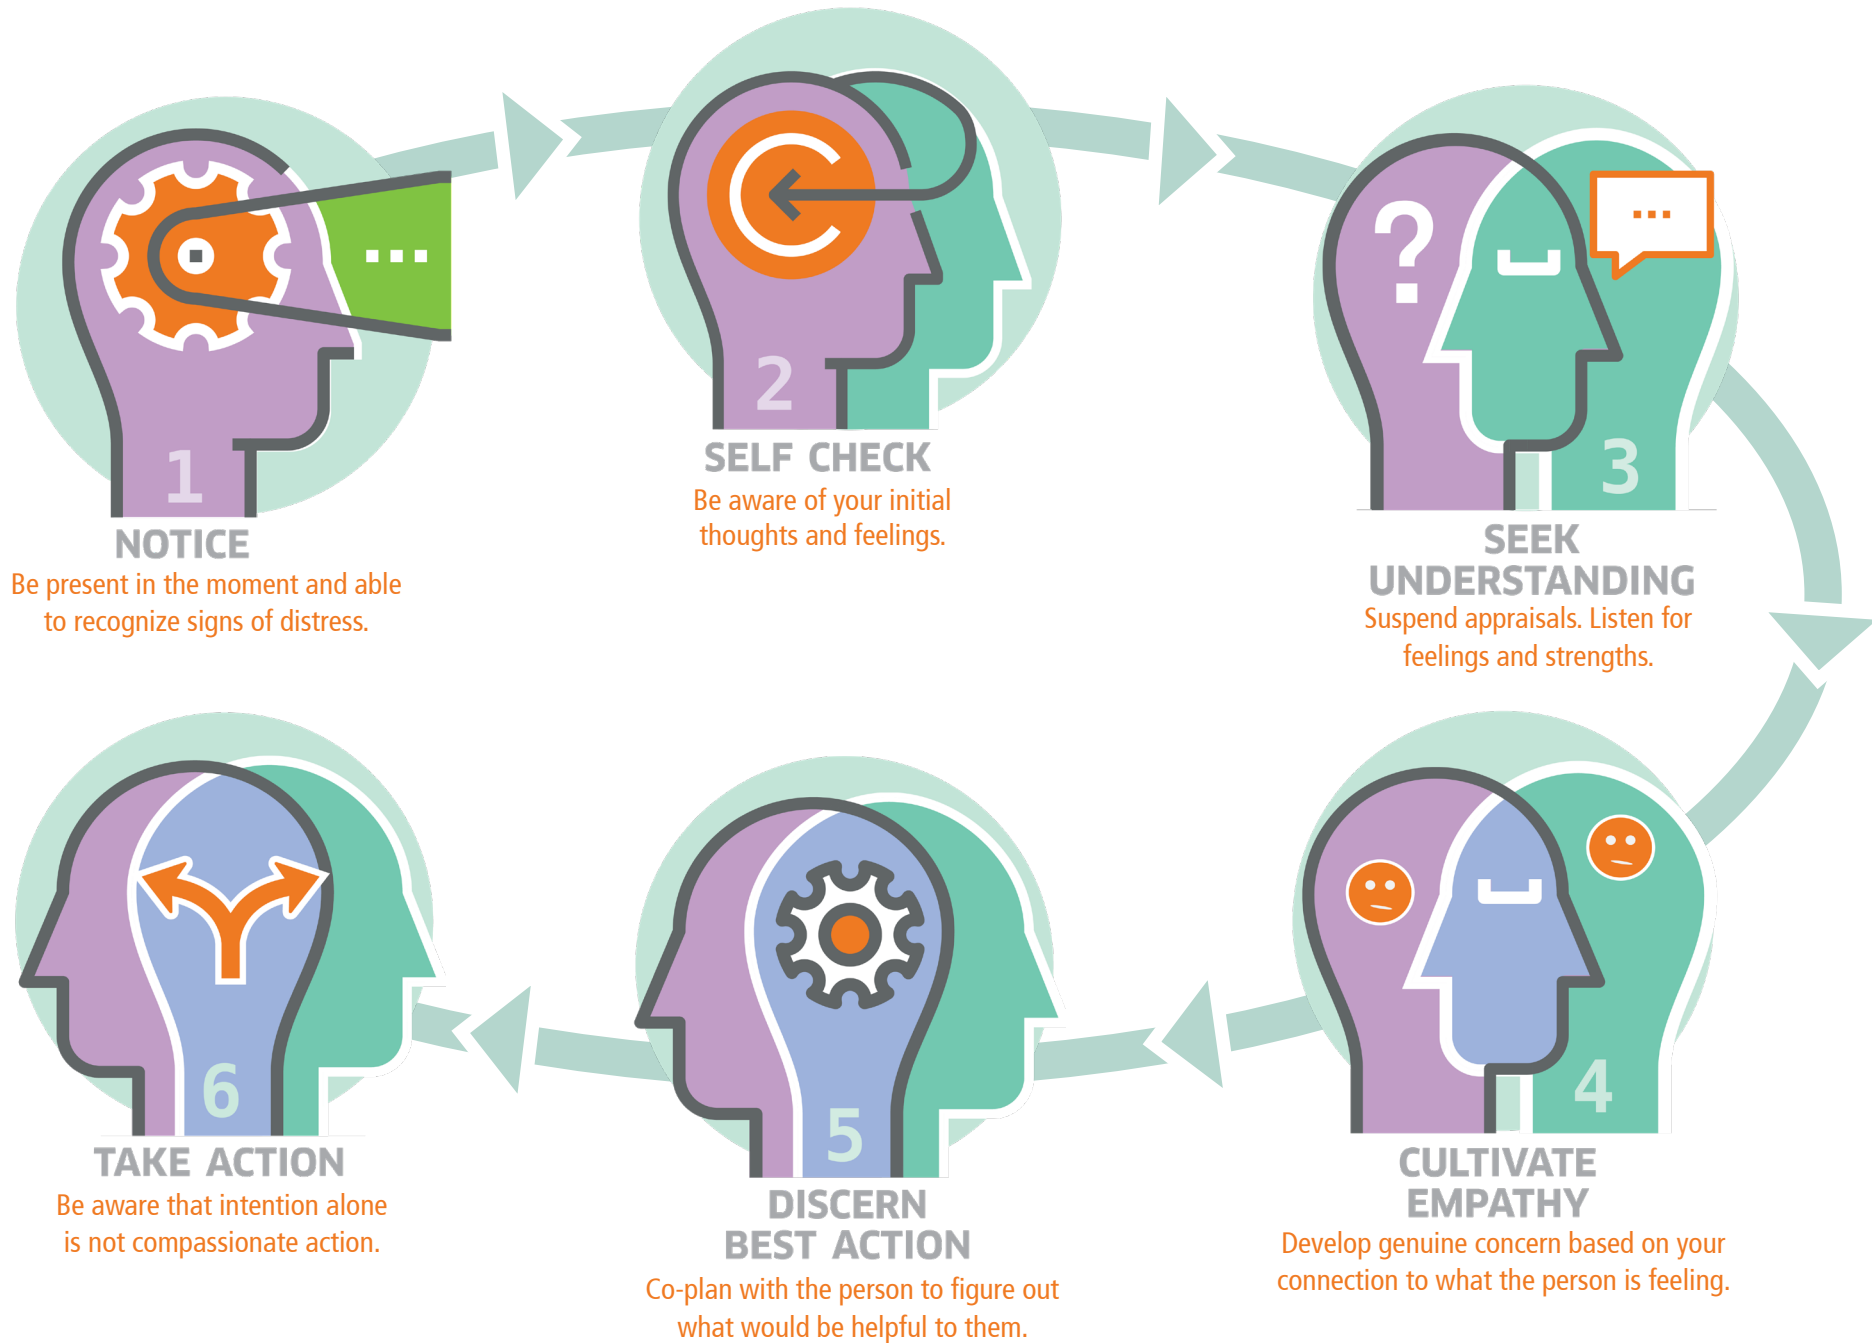 1
NOTICE
Be present in the moment and able
to recognize signs of distress.
2
SELF CHECK
Be aware of your initial
thoughts and feelings.
?
3
SEEK
UNDERSTANDING
Suspend appraisals. Listen for
feelings and strengths.
4
CULTIVATE
EMPATHY
Develop genuine concern based on your
connection to what the person is feeling.
5
DISCERN
BEST ACTION
Co-plan with the person to figure out
what would be helpful to them.
6
TAKE ACTION
Be aware that intention alone
is not compassionate action.